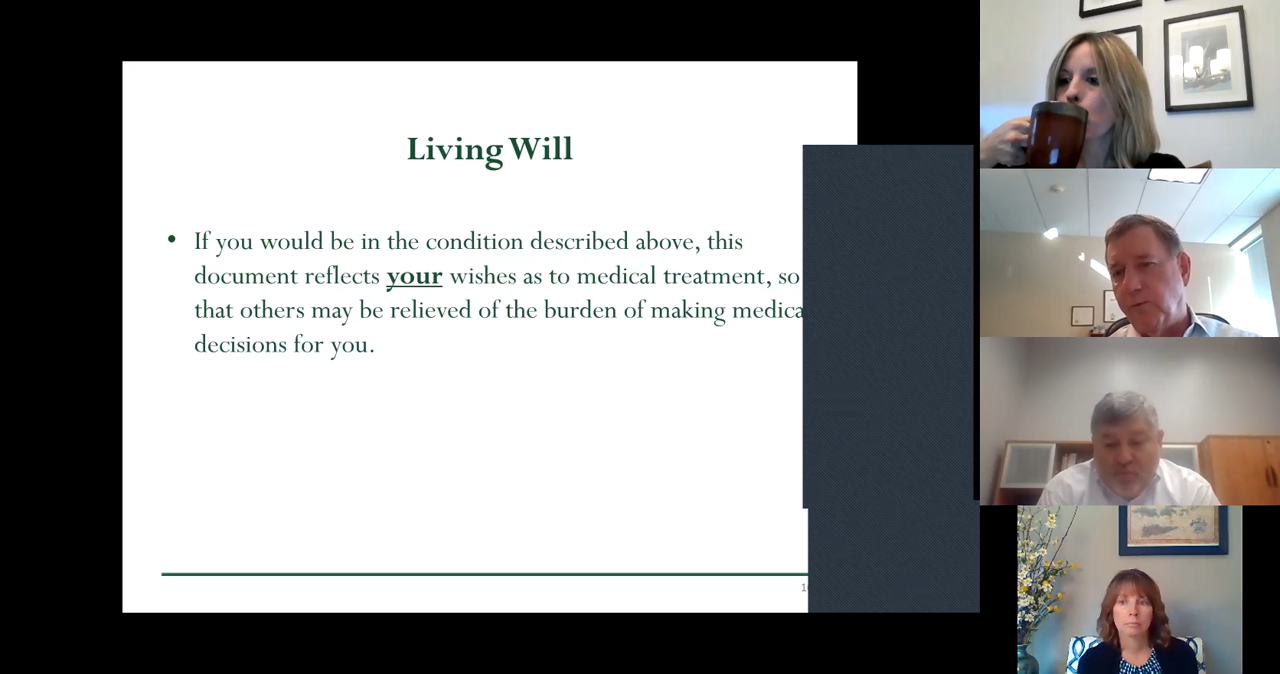 Living Will
• If you would be in the condition described above, this
document reflects your wishes as to medical treatment, so
that others may be relieved of the burden of making medica
decisions for you.